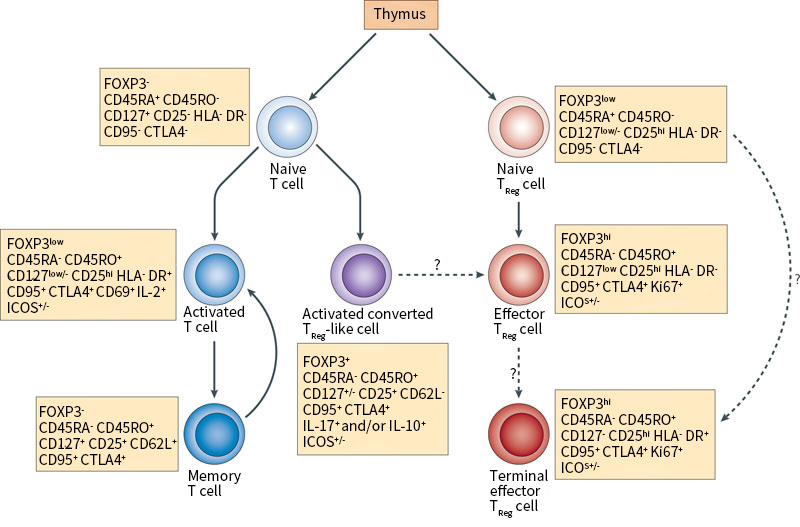 Thymus
FOXP3⁻
CD45RA⁺ CD45RO⁻
CD127⁺ CD25⁻ HLA⁻ DR⁻
CD95⁻ CTLA4⁻
Naive
T cell
FOXP3ˡᵒʷ
CD45RA⁺ CD45RO⁻
CD127ˡᵒʷ/⁻ CD25ʰⁱ HLA⁻ DR⁻
CD95⁻ CTLA4⁻
Naive
T_Reg cell
FOXP3ˡᵒʷ
CD45RA⁻ CD45RO⁺
CD127ˡᵒʷ/⁻ CD25ʰⁱ HLA⁻ DR⁺
CD95⁺ CTLA4⁺ CD69⁺ IL-2⁺
ICOS⁺/⁻
Activated
T cell
Activated converted
T_Reg-like cell
?
Effector
T_Reg cell
FOXP3ʰⁱ
CD45RA⁻ CD45RO⁺
CD127ˡᵒʷ CD25ʰⁱ HLA⁻ DR⁻
CD95⁺ CTLA4⁺ Ki67⁺
ICOˢ⁺/⁻
?
FOXP3⁺
CD45RA⁻ CD45RO⁺
CD127⁺/⁻ CD25⁺ CD62L⁻
CD95⁺ CTLA4⁺
IL-17⁺ and/or IL-10⁺
ICOS⁺/⁻
?
FOXP3⁻
CD45RA⁻ CD45RO⁺
CD127⁺ CD25⁺ CD62L⁺
CD95⁺ CTLA4⁺
Memory
T cell
Terminal
effector
T_Reg cell
FOXP3ʰⁱ
CD45RA⁻ CD45RO⁺
CD127⁻ CD25ʰⁱ HLA⁻ DR⁺
CD95⁺ CTLA4⁺ Ki67⁺
ICOˢ⁺/⁻